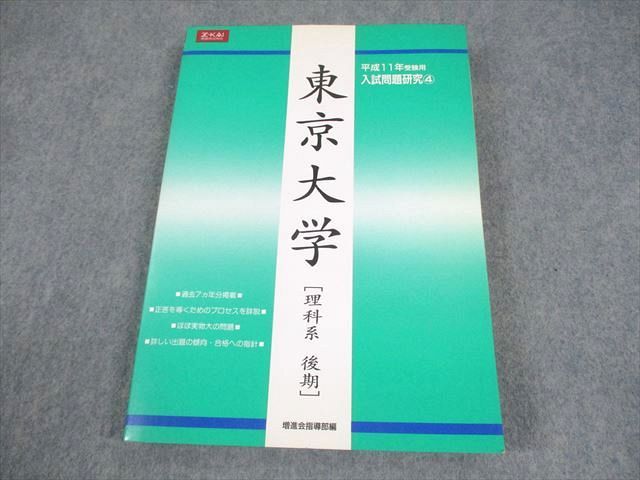 Z-KAI
平成11年受験用
入試問題研究④
東京大学
［理科系 後期］
■過去7ヵ年分掲載■
■正答を導くためのプロセスを詳説■
■ほぼ実物大の問題■
■詳しい出題の傾向・合格への指針■
増進会指導部編